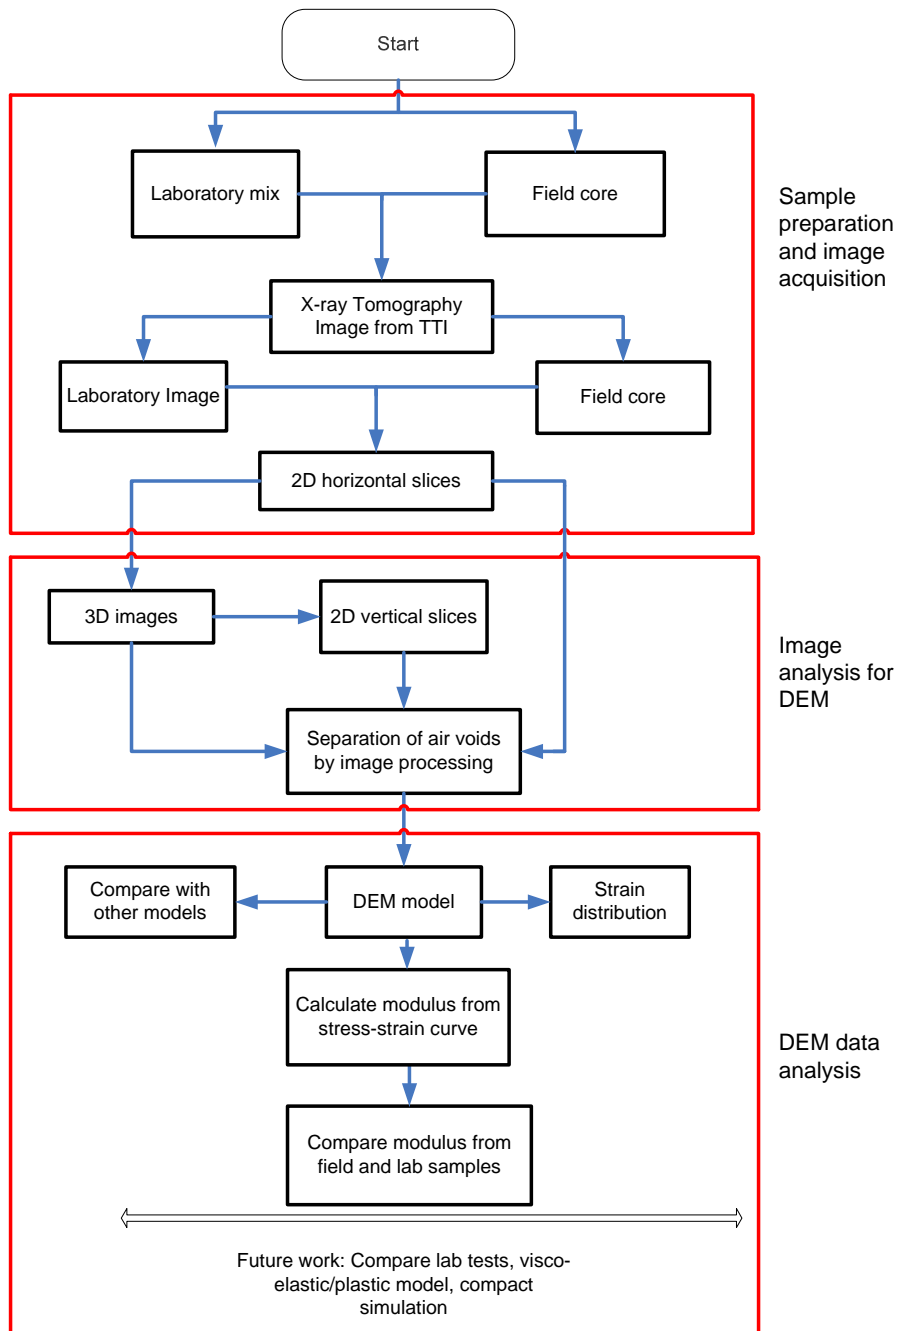 Start
Laboratory mix
Field core
Sample
preparation
and image
acquisition
X-ray Tomography
Image from TTI
Laboratory Image
Field core
2D horizontal slices
3D images
2D vertical slices
Image
analysis for
DEM
Separation of air voids
by image processing
Compare with
other models
DEM model
Strain
distribution
Calculate modulus from
stress-strain curve
DEM data
analysis
Compare modulus from
field and lab samples
Future work: Compare lab tests, visco-
elastic/plastic model, compact
simulation